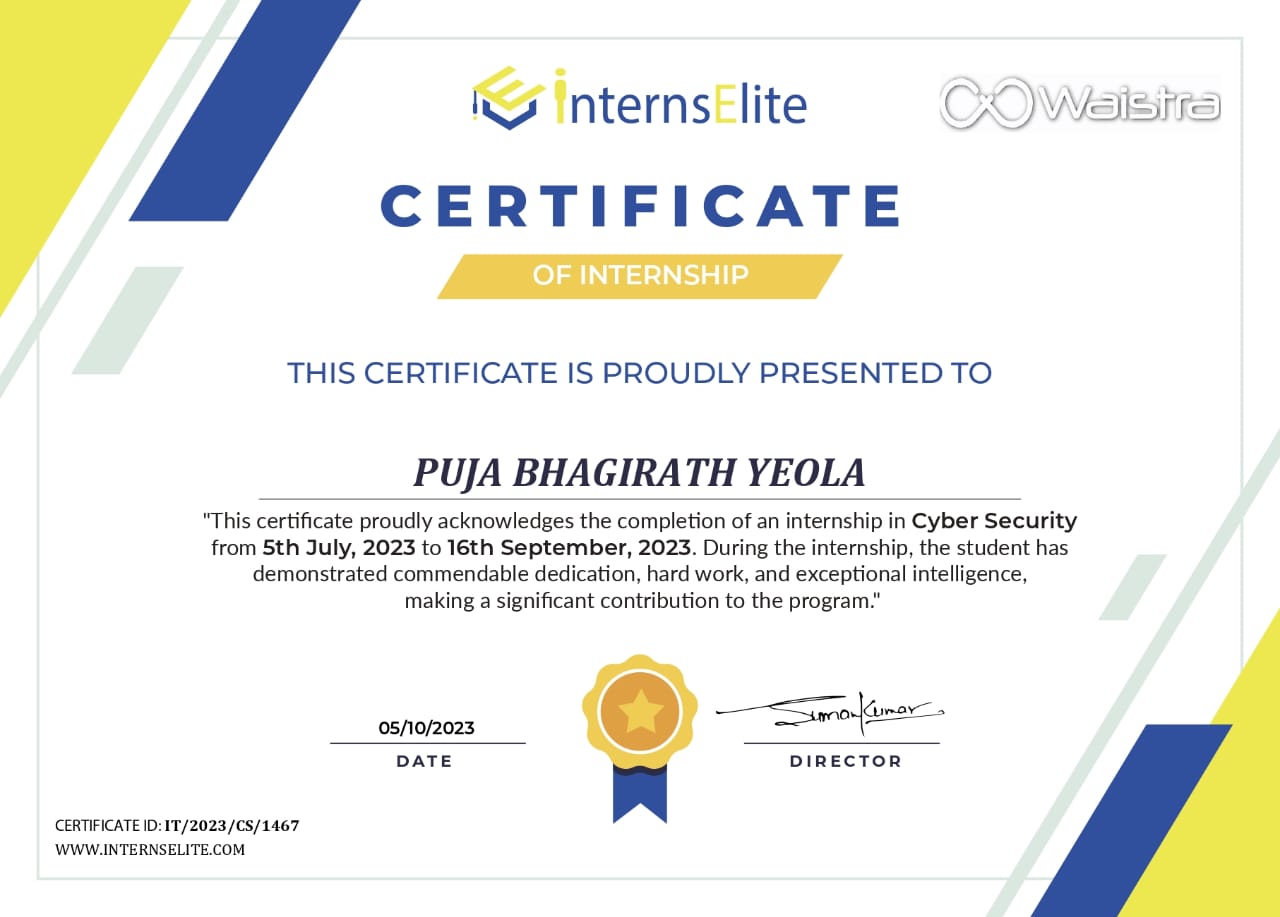 InternsElite
Waistra
CERTIFICATE
OF INTERNSHIP
THIS CERTIFICATE IS PROUDLY PRESENTED TO
PUJA BHAGIRATH YEOLA
"This certificate proudly acknowledges the completion of an internship in Cyber Security
from 5th July, 2023 to 16th September, 2023. During the internship, the student has
demonstrated commendable dedication, hard work, and exceptional intelligence,
making a significant contribution to the program."
05/10/2023
DATE
Suman Kumar
DIRECTOR
CERTIFICATE ID: IT/2023/CS/1467
WWW.INTERNSELITE.COM